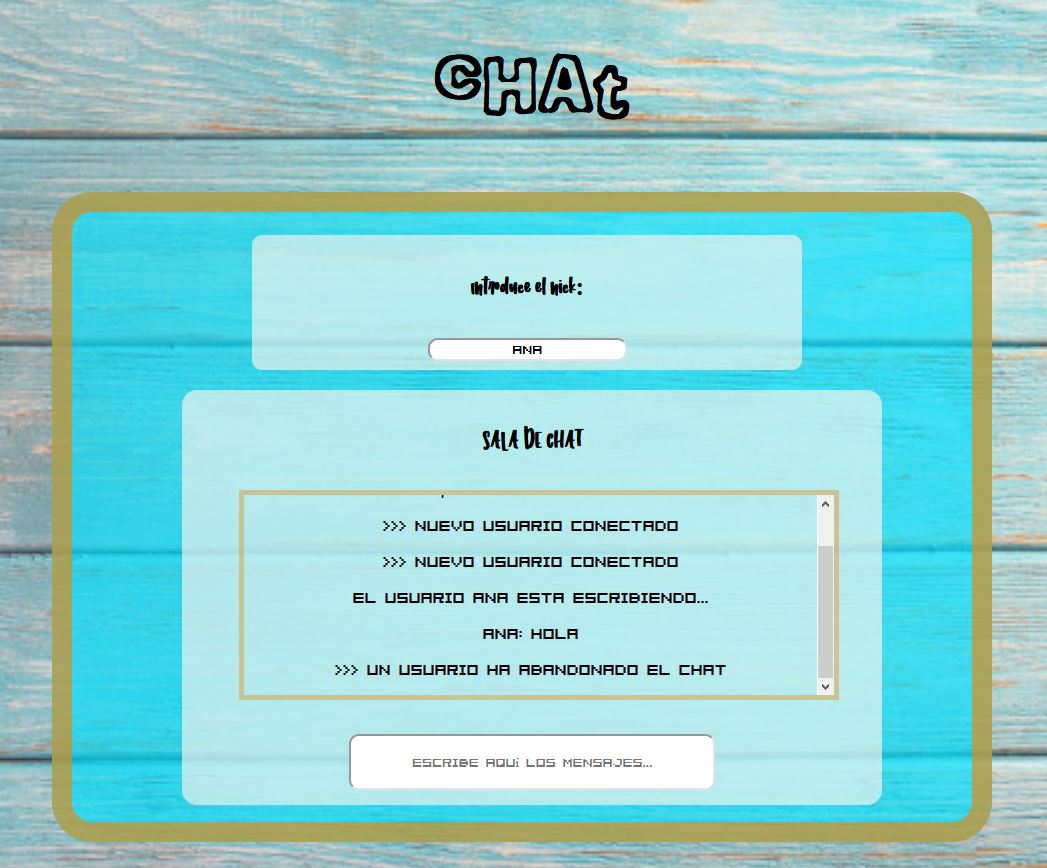 CHAt
introduce el nick:
ANA
SALA DE CHAT
>>> NUEVO USUARIO CONECTADO
>>> NUEVO USUARIO CONECTADO
EL USUARIO ANA ESTA ESCRIBIENDO...
ANA: HOLA
>>> UN USUARIO HA ABANDONADO EL CHAT
ESCRIBE AQUí LOS MENSAJES...